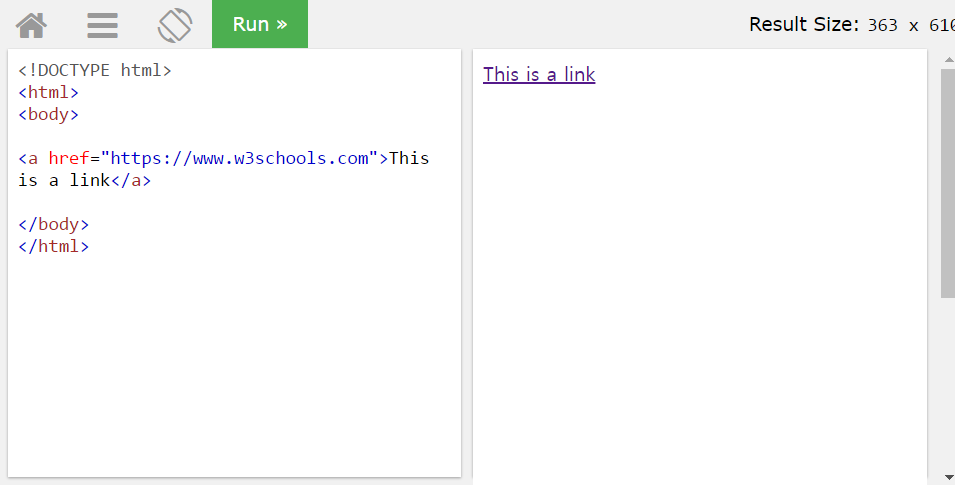 Run »
Result Size: 363 x 610
<!DOCTYPE html>
<html>
<body>
<a href="https://www.w3schools.com">This
is a link</a>
</body>
</html>
This is a link